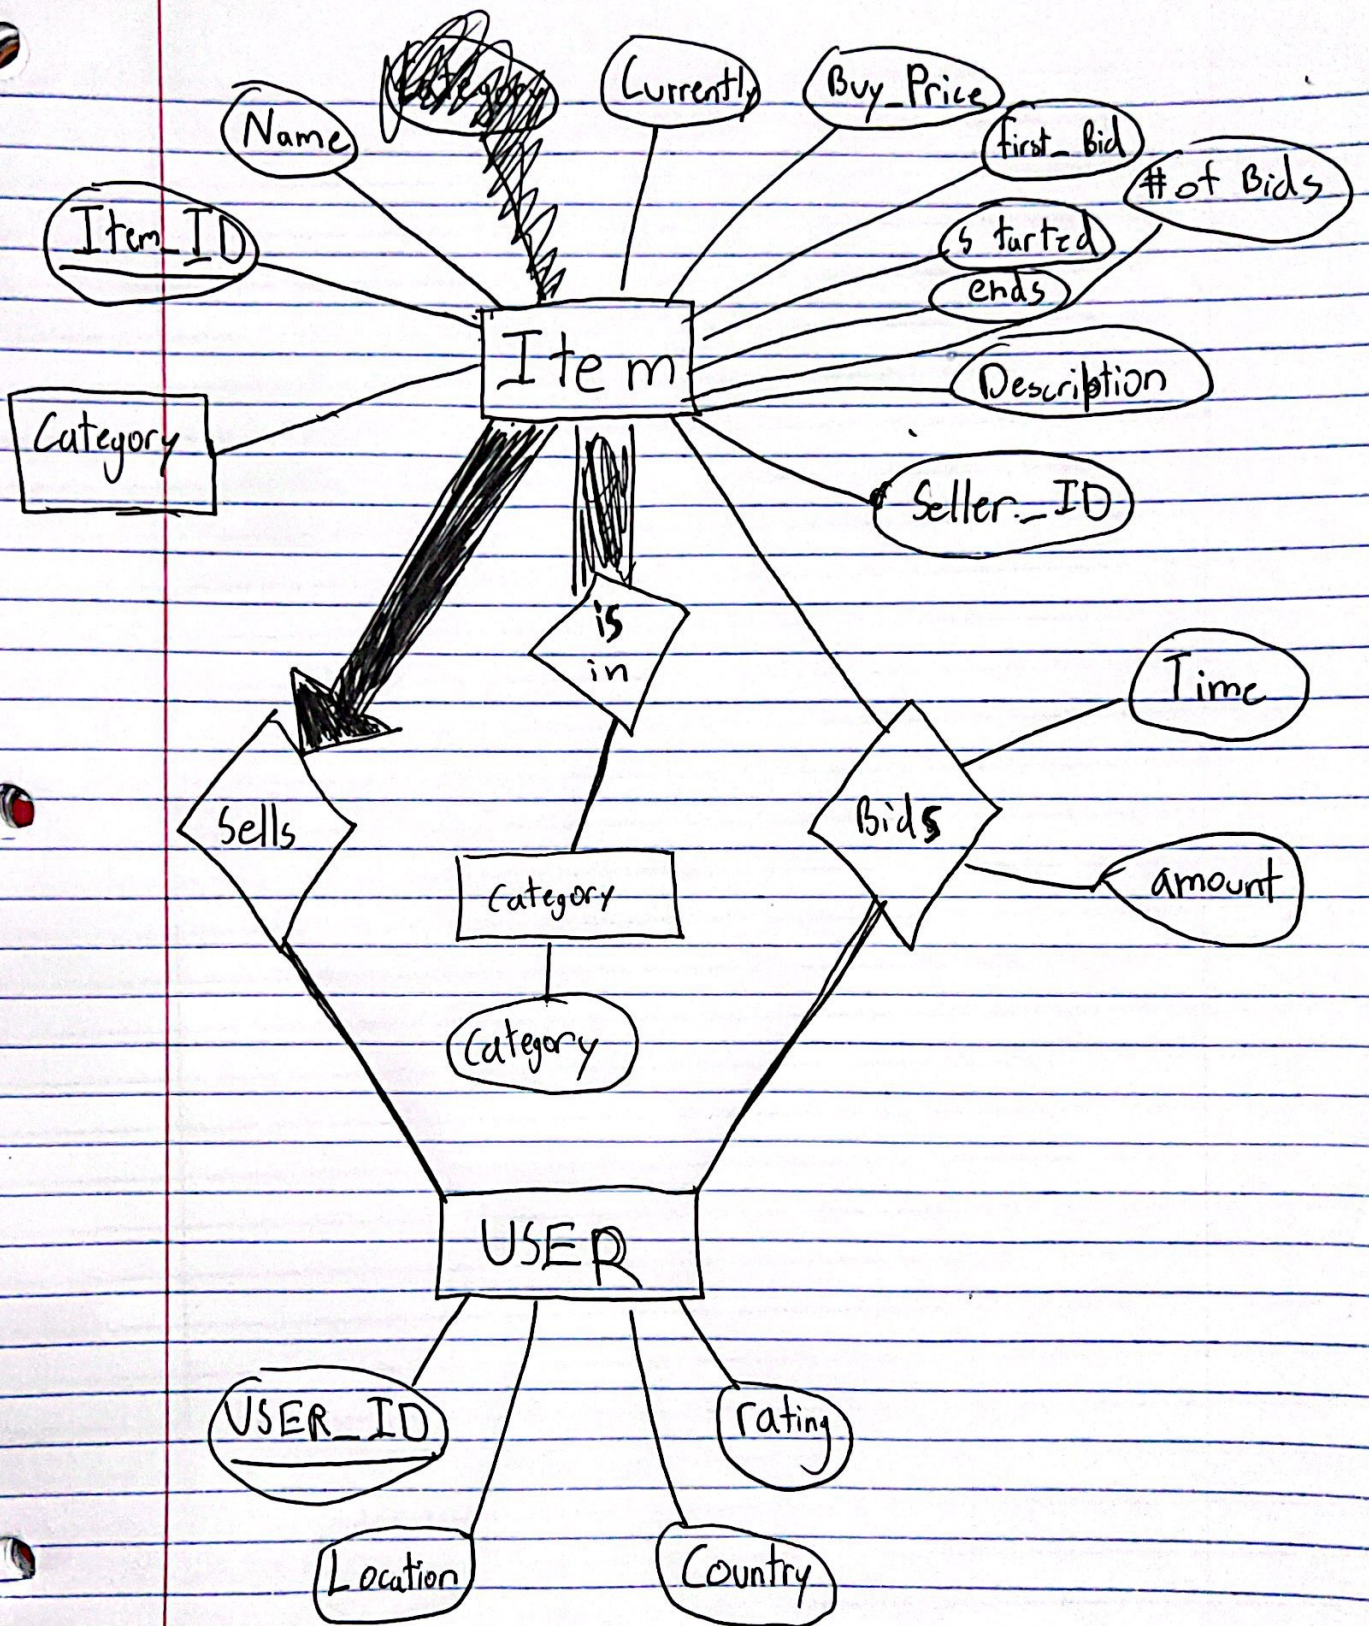 Category
Currently
Buy_Price
Name
first_Bid
# of Bids
Item_ID
started
ends
Item
Description
Category
Seller_ID
is
in
Time
Sells
Bids
Category
amount
Category
USER
USER_ID
rating
Location
Country